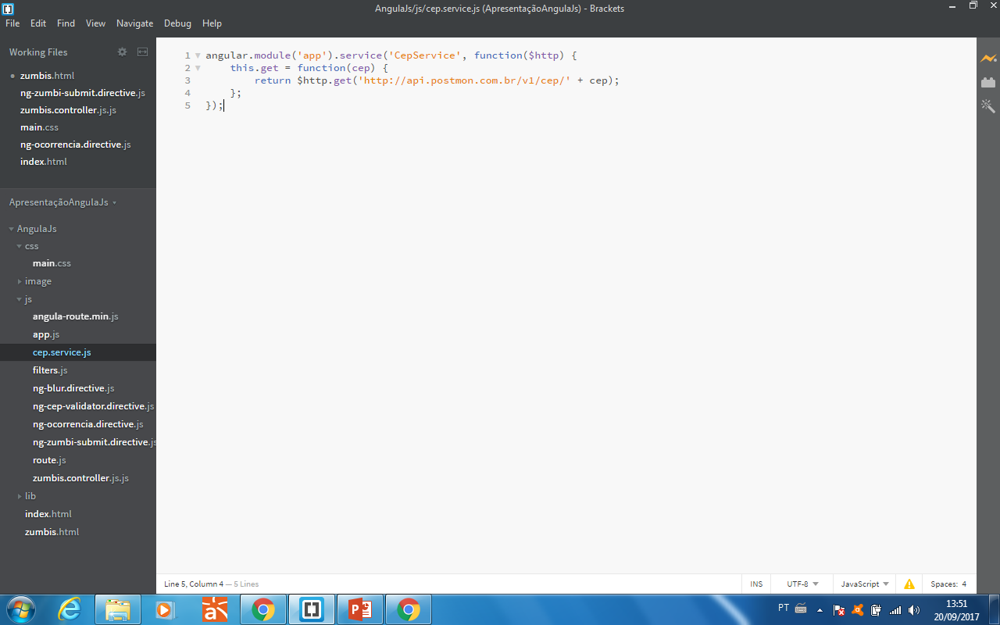 AngulaJs/js/cep.service.js (ApresentaçãoAngulaJs) - Brackets
File Edit Find View Navigate Debug Help
Working Files
zumbis.html
ng-zumbi-submit.directive.js
zumbis.controller.js.js
main.css
ng-ocorrencia.directive.js
index.html
ApresentaçãoAngulaJs
AngulaJs
css
main.css
image
js
angula-route.min.js
app.js
cep.service.js
filters.js
ng-blur.directive.js
ng-cep-validator.directive.js
ng-ocorrencia.directive.js
ng-zumbi-submit.directive.js
route.js
zumbis.controller.js.js
lib
index.html
zumbis.html
1 angular.module('app').service('CepService', function($http) {
2 this.get = function(cep) {
3 return $http.get('http://api.postmon.com.br/v1/cep/' + cep);
4 };
5 });
Line 5, Column 4 — 5 Lines
INS UTF-8 JavaScript Spaces: 4
PT
13:51
20/09/2017